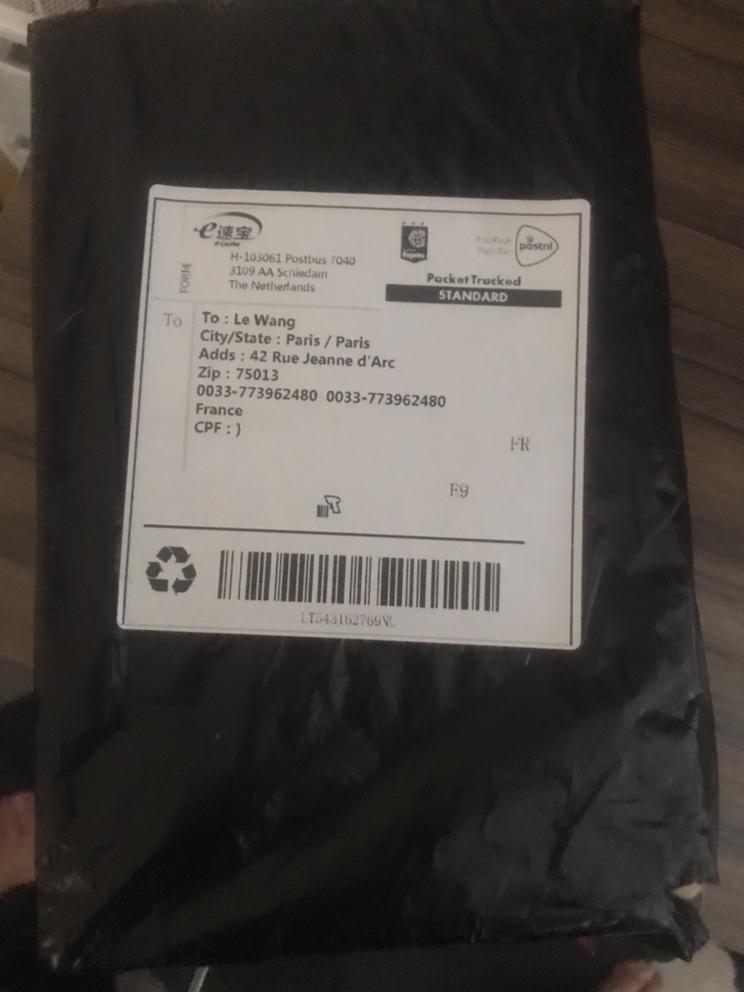 e速宝
e-Courier
H-103061 Postbus 7040
3109 AA Schiedam
The Netherlands
FORM
postnl
PacketTracked
STANDARD
To
To : Le Wang
City/State : Paris / Paris
Adds : 42 Rue Jeanne d'Arc
Zip : 75013
0033-773962480 0033-773962480
France
CPF : }
FR
F9
LT543162769NL